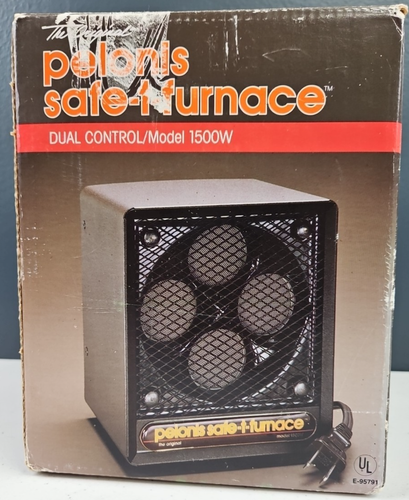 The Original
pelonis
safe-t-furnace™
DUAL CONTROL/Model 1500W
pelonis safe-t-furnace
the original
UL
E-95791